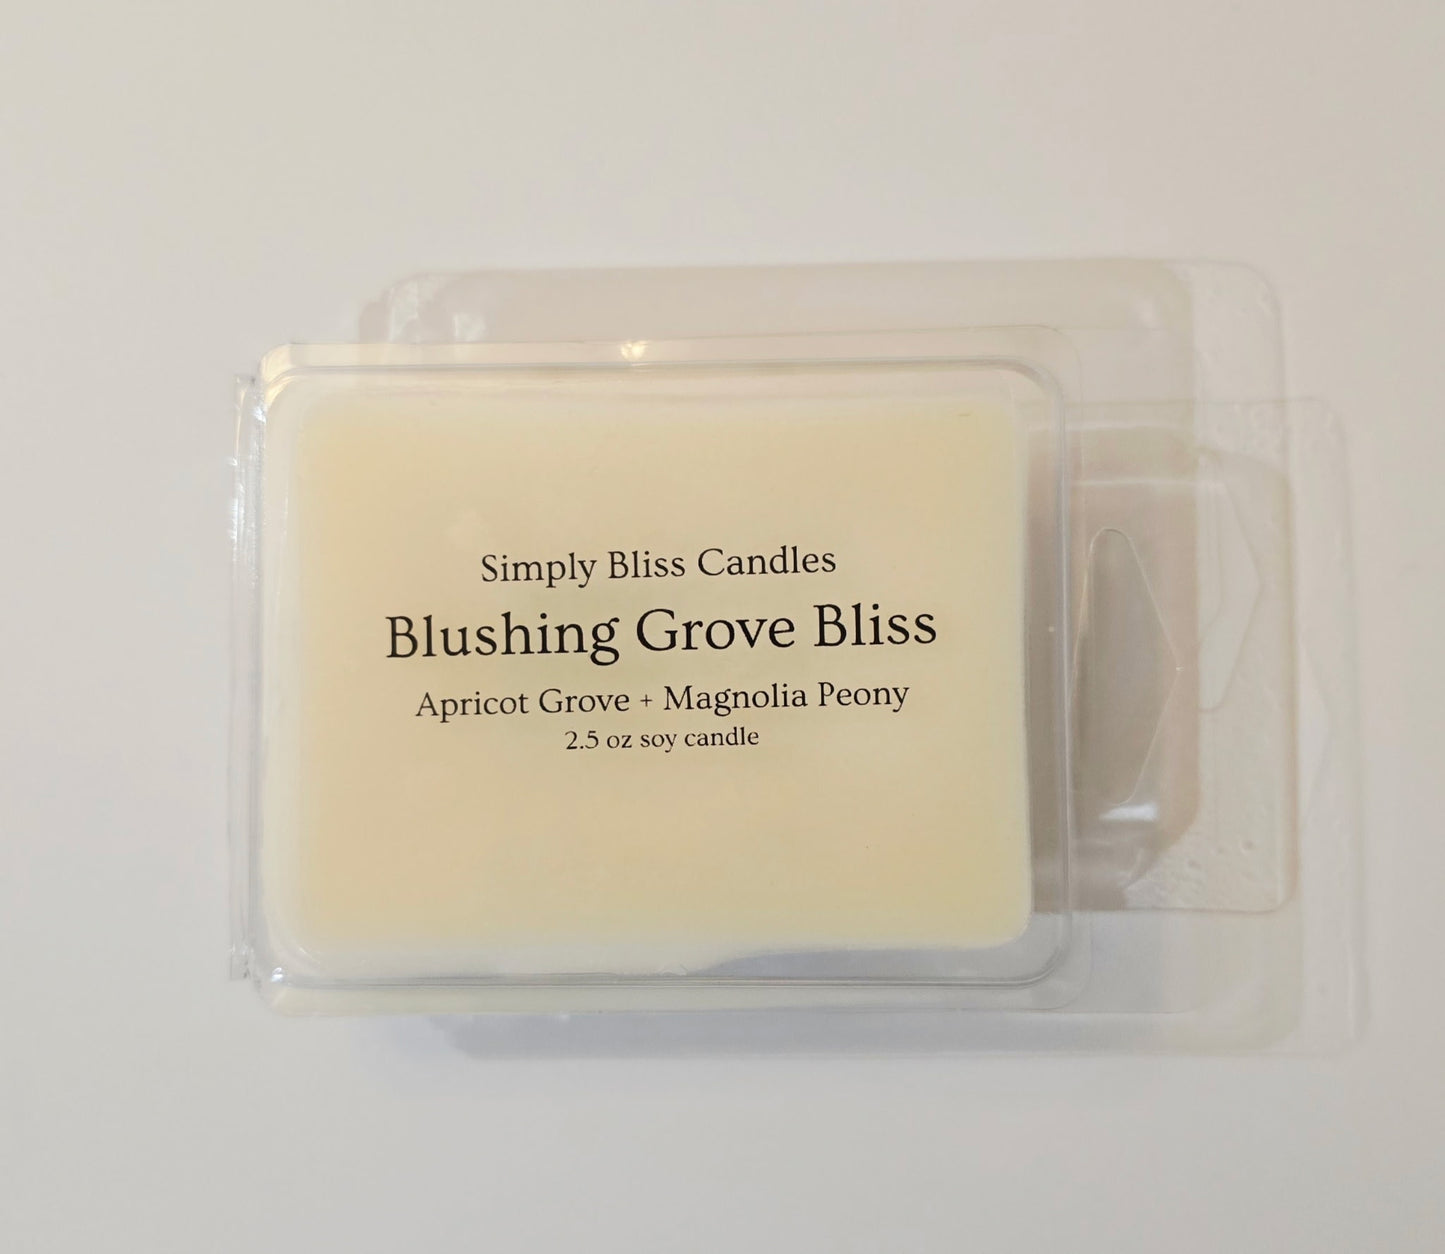 Simply Bliss Candles
Blushing Grove Bliss
Apricot Grove + Magnolia Peony
2.5 oz soy candle